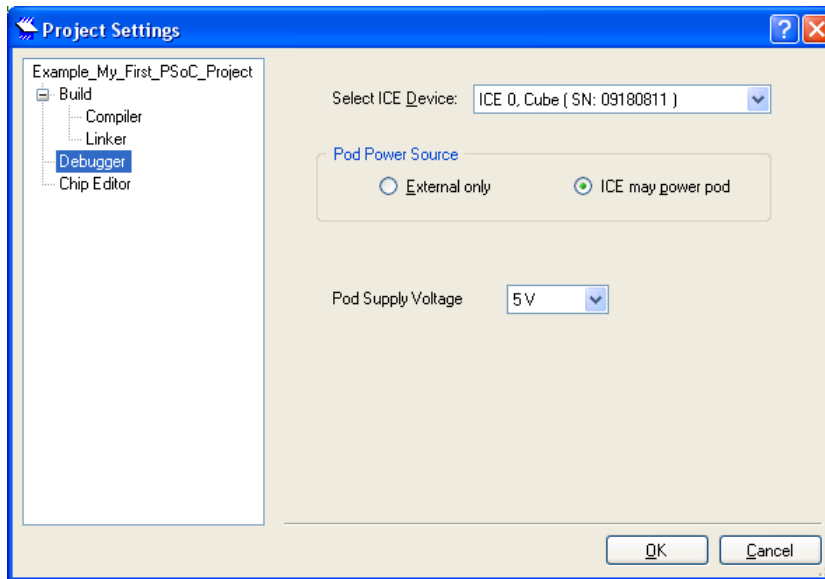 Project Settings
Example_My_First_PSoC_Project
Build
Compiler
Linker
Debugger
Chip Editor
Select ICE Device: ICE 0, Cube ( SN: 09180811 )
Pod Power Source
External only ICE may power pod
Pod Supply Voltage 5 V
OK Cancel